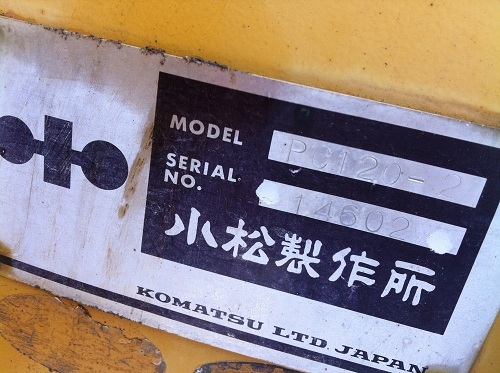 MODEL PC120-2
SERIAL NO. 14602
小松製作所
KOMATSU LTD. JAPAN